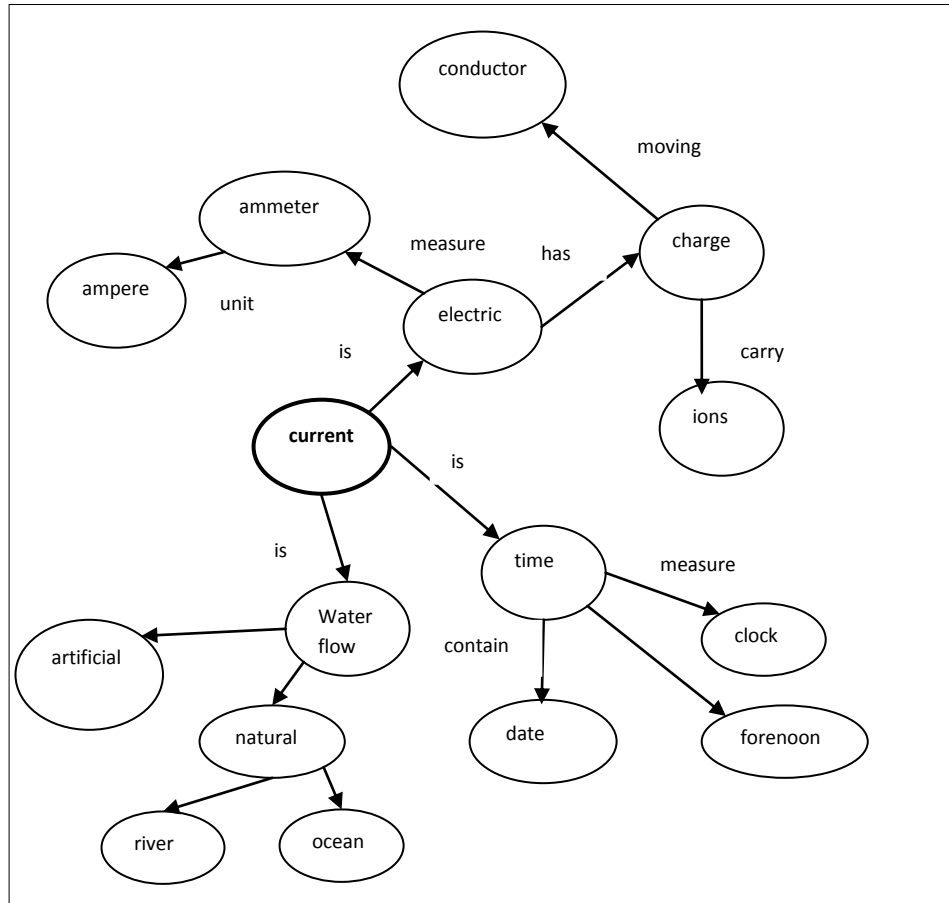 conductor
moving
ammeter
charge
measure
has
ampere
unit
electric
is
carry
ions
current
is
is
time
measure
Water
flow
clock
contain
artificial
natural
date
forenoon
river
ocean